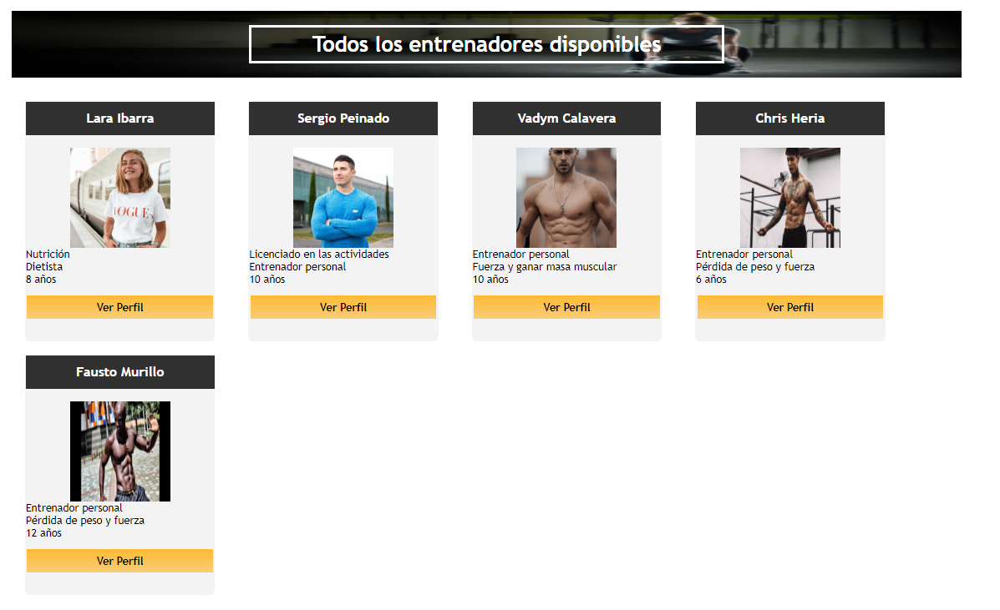 Todos los entrenadores disponibles
Lara Ibarra
VOGUE
Nutrición
Dietista
8 años
Ver Perfil
Sergio Peinado
Licenciado en las actividades
Entrenador personal
10 años
Ver Perfil
Vadym Calavera
Entrenador personal
Fuerza y ganar masa muscular
10 años
Ver Perfil
Chris Heria
Entrenador personal
Pérdida de peso y fuerza
6 años
Ver Perfil
Fausto Murillo
Entrenador personal
Pérdida de peso y fuerza
12 años
Ver Perfil